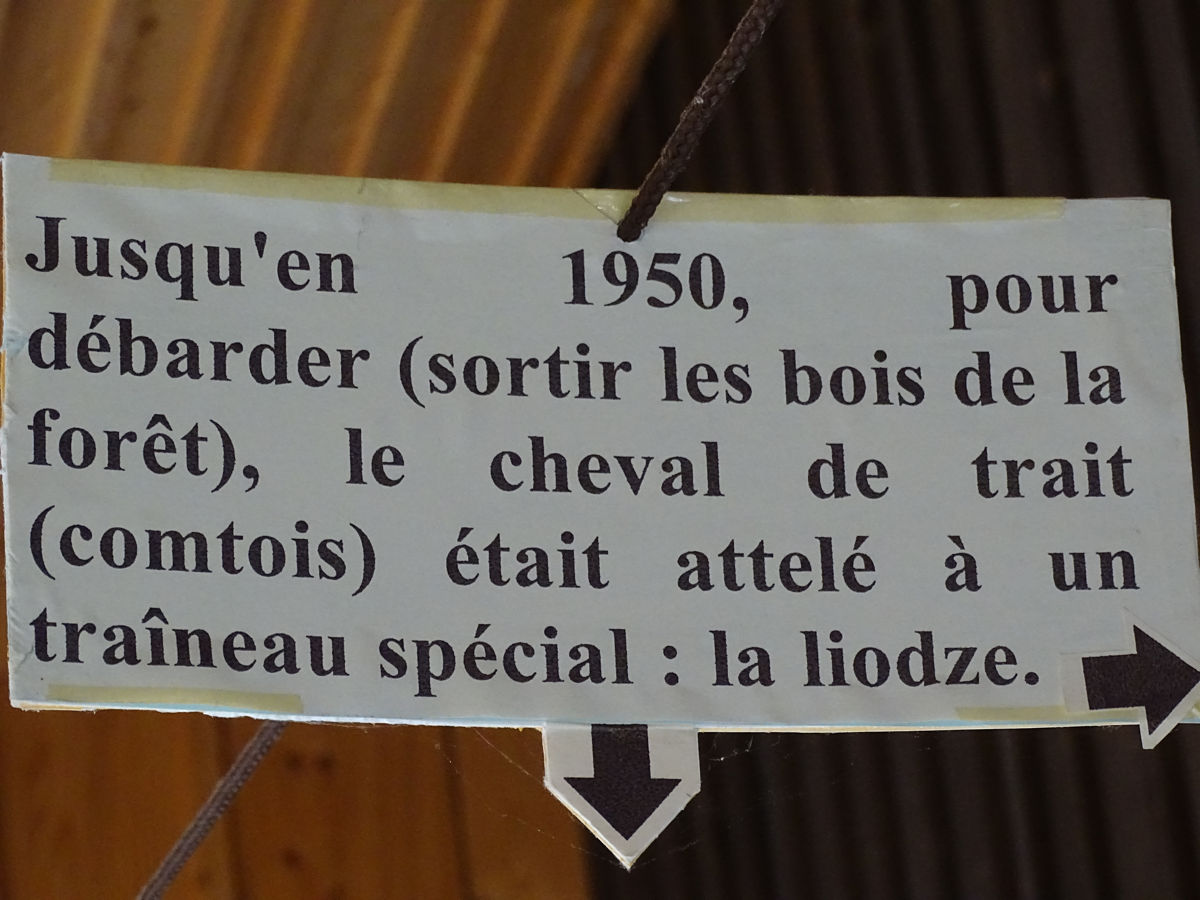 Jusqu'en 1950, pour
débarder (sortir les bois de la
forêt), le cheval de trait
(comtois) était attelé à un
traîneau spécial : la liodze.